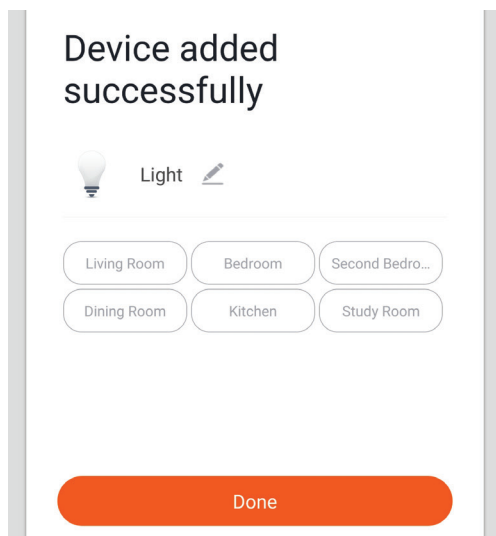 Device added
successfully
Light
Living Room Bedroom Second Bedro...
Dining Room Kitchen Study Room
Done